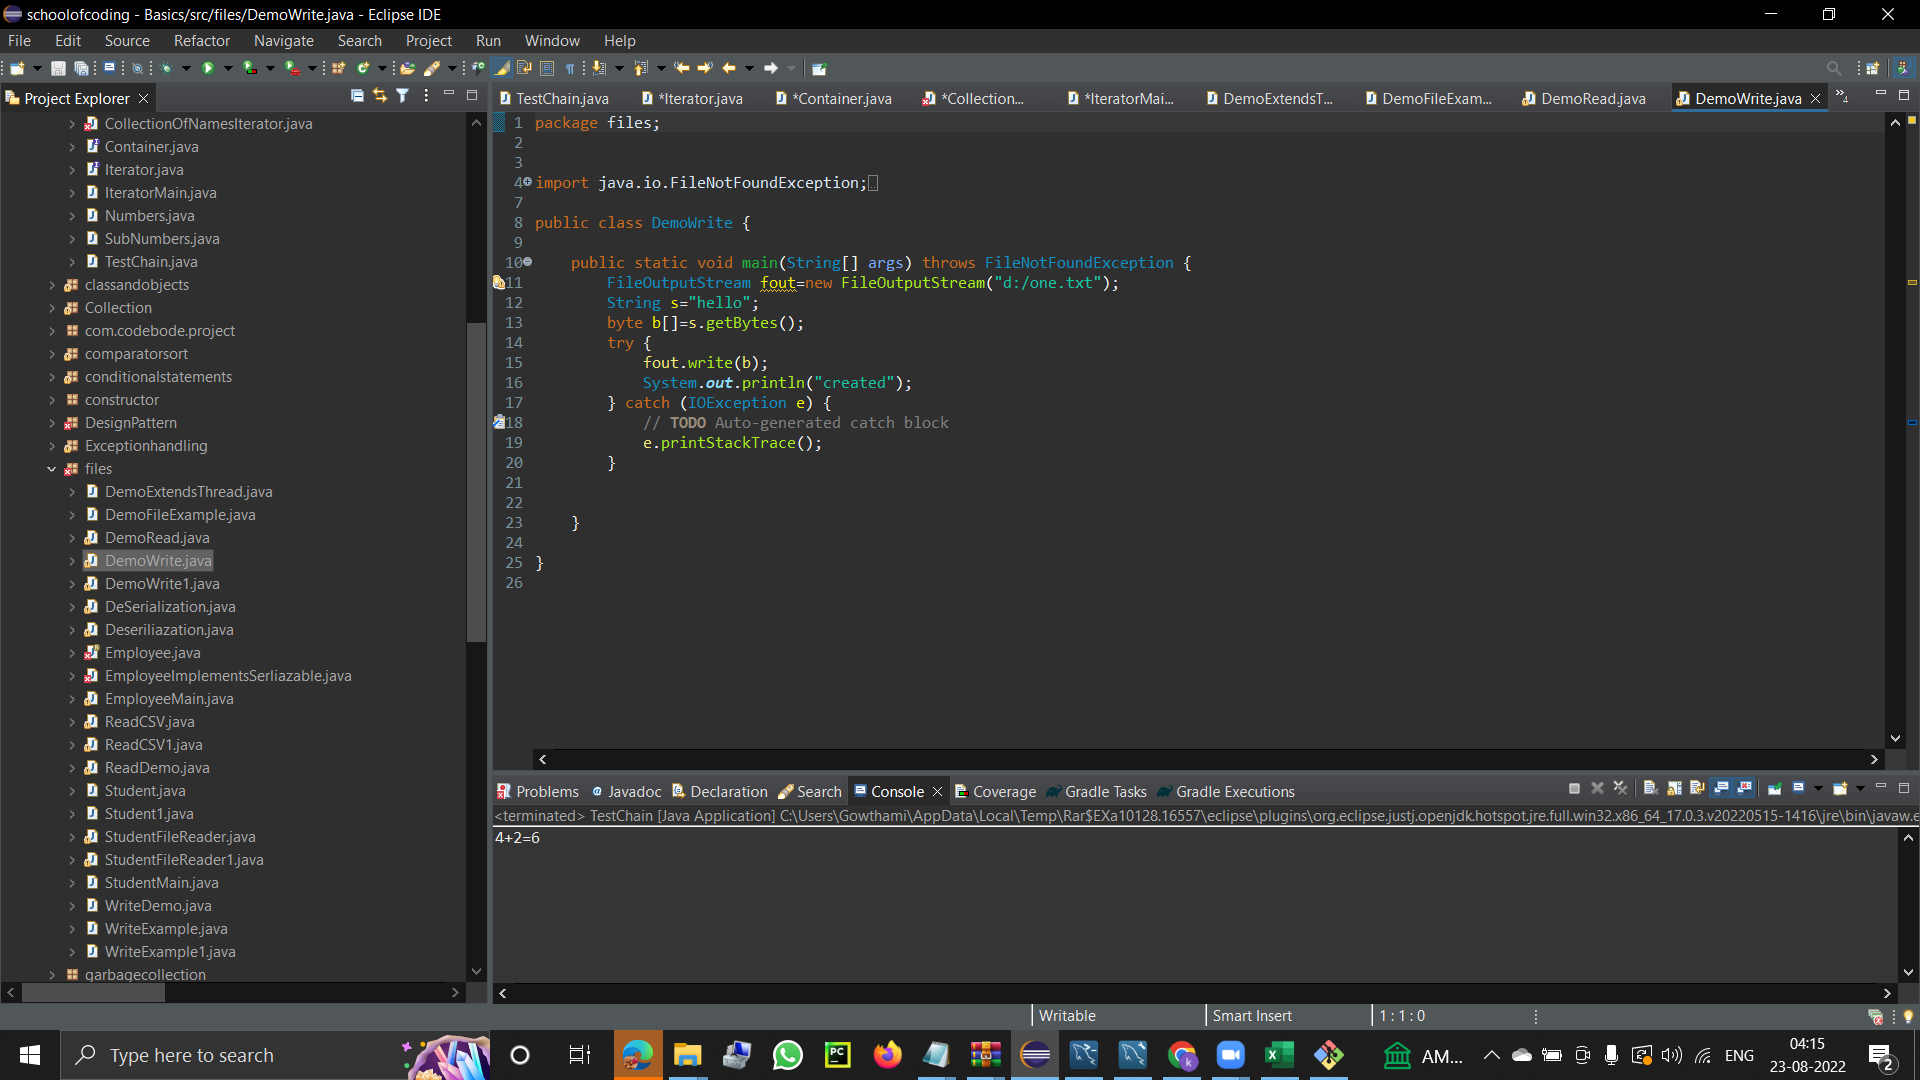 schoolofcoding - Basics/src/files/DemoWrite.java - Eclipse IDE
File Edit Source Refactor Navigate Search Project Run Window Help
Project Explorer
CollectionOfNamesIterator.java
Container.java
Iterator.java
IteratorMain.java
Numbers.java
SubNumbers.java
TestChain.java
classandobjects
Collection
com.codebode.project
comparatorsort
conditionalstatements
constructor
DesignPattern
Exceptionhandling
files
DemoExtendsThread.java
DemoFileExample.java
DemoRead.java
DemoWrite.java
DemoWrite1.java
DeSerialization.java
Deseriliazation.java
Employee.java
EmployeeImplementsSerliazable.java
EmployeeMain.java
ReadCSV.java
ReadCSV1.java
ReadDemo.java
Student.java
Student1.java
StudentFileReader.java
StudentFileReader1.java
StudentMain.java
WriteDemo.java
WriteExample.java
WriteExample1.java
garbagecollection
TestChain.java *Iterator.java *Container.java *Collection... *IteratorMai... DemoExtendsT... DemoFileExam... DemoRead.java DemoWrite.java »4
1 package files;
2
3
4 import java.io.FileNotFoundException;
7
8 public class DemoWrite {
9
10 public static void main(String[] args) throws FileNotFoundException {
11 FileOutputStream fout=new FileOutputStream("d:/one.txt");
12 String s="hello";
13 byte b[]=s.getBytes();
14 try {
15 fout.write(b);
16 System.out.println("created");
17 } catch (IOException e) {
18 // TODO Auto-generated catch block
19 e.printStackTrace();
20 }
21
22
23 }
24
25 }
26
Problems Javadoc Declaration Search Console Coverage Gradle Tasks Gradle Executions
<terminated> TestChain [Java Application] C:\Users\Gowthami\AppData\Local\Temp\Rar$EXa10128.16557\eclipse\plugins\org.eclipse.justj.openjdk.hotspot.jre.full.win32.x86_64_17.0.3.v20220515-1416\jre\bin\javaw.e
4+2=6
Writable Smart Insert 1 : 1 : 0
Type here to search
PC
k
AM...
ENG
04:15
23-08-2022
2